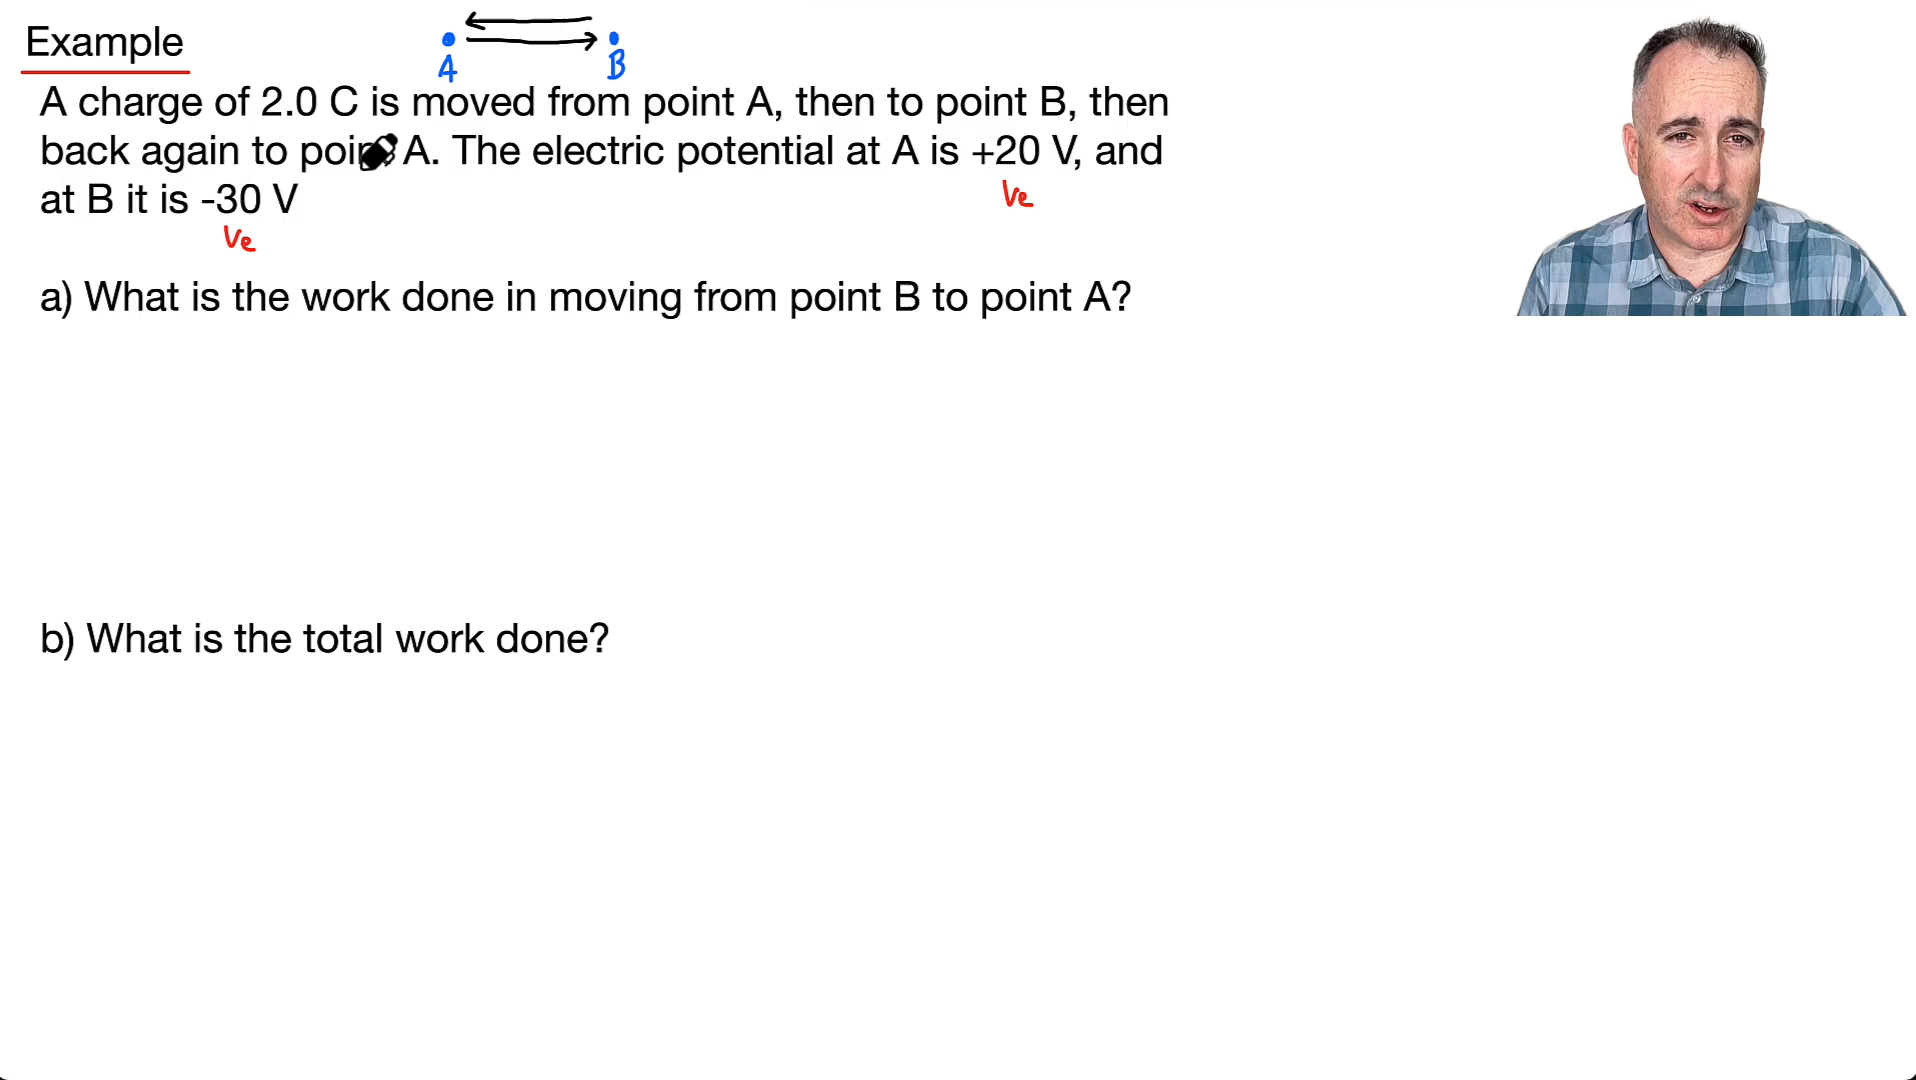 Example
A B
A charge of 2.0 C is moved from point A, then to point B, then
back again to point A. The electric potential at A is +20 V, and
Ve
at B it is -30 V
Ve
a) What is the work done in moving from point B to point A?
b) What is the total work done?